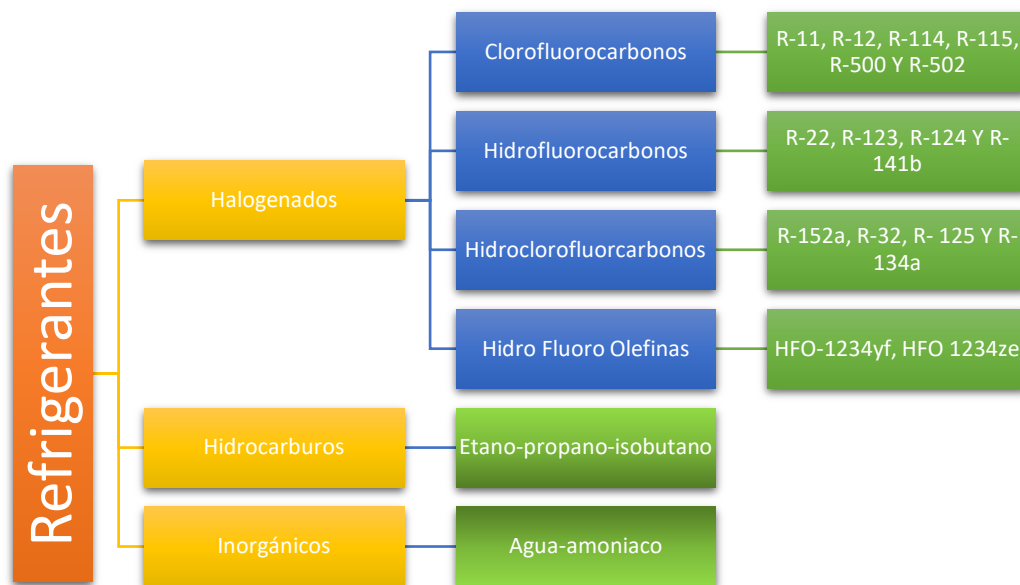 Refrigerantes
Halogenados
Clorofluorocarbonos
R-11, R-12, R-114, R-115,
R-500 Y R-502
Hidrofluorocarbonos
R-22, R-123, R-124 Y R-
141b
Hidroclorofluorcarbonos
R-152a, R-32, R- 125 Y R-
134a
Hidro Fluoro Olefinas
HFO-1234yf, HFO 1234ze
Hidrocarburos
Etano-propano-isobutano
Inorgánicos
Agua-amoniaco